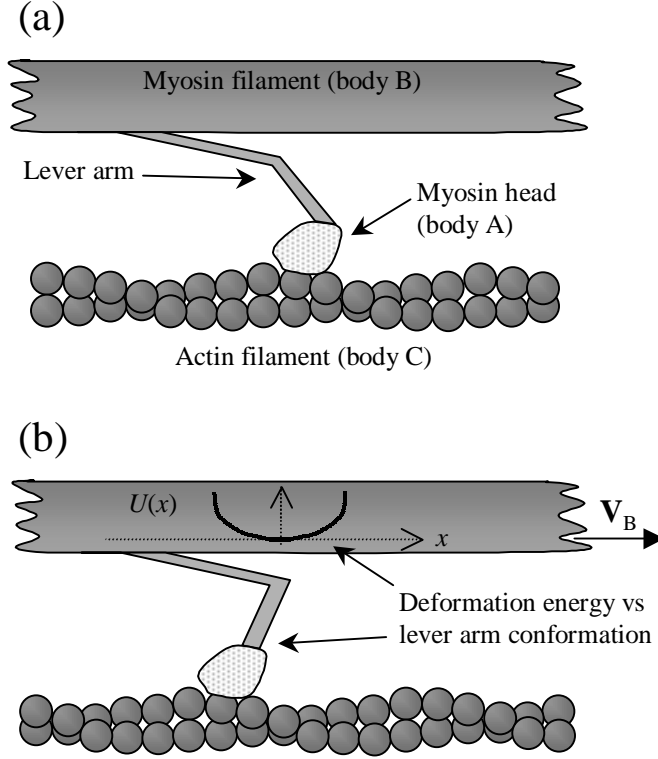 (a)
Myosin filament (body B)
Lever arm
Myosin head
(body A)
Actin filament (body C)
(b)
U(x)
x
V_B
Deformation energy vs
lever arm conformation